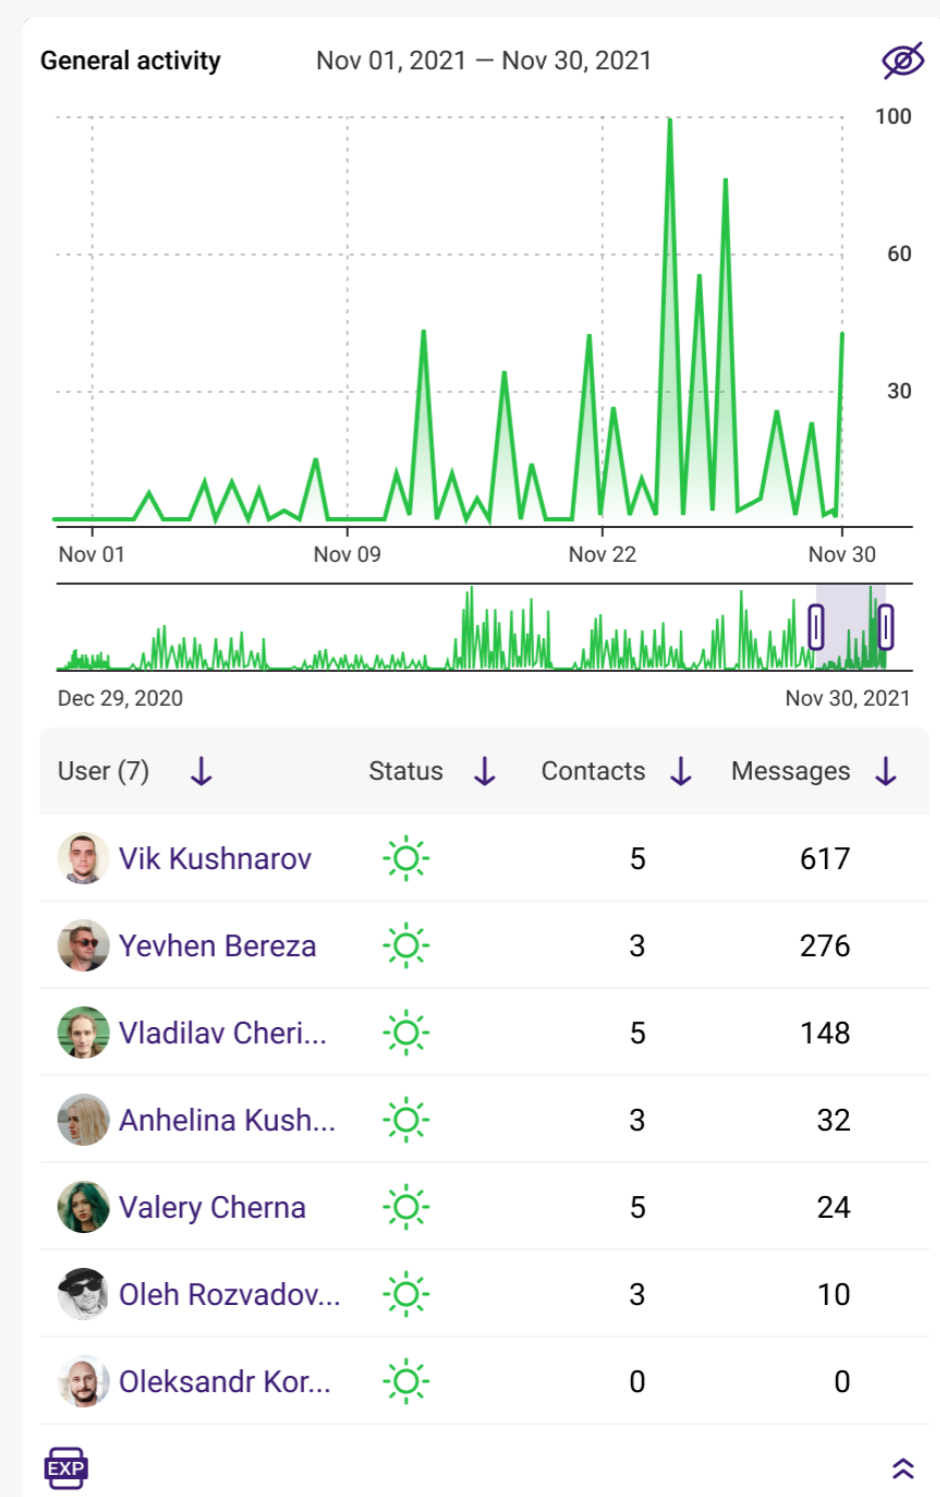 General activity Nov 01, 2021 — Nov 30, 2021
100
60
30
Nov 01 Nov 09 Nov 22 Nov 30
Dec 29, 2020 Nov 30, 2021
User (7) Status Contacts Messages
Vik Kushnarov 5 617
Yevhen Bereza 3 276
Vladilav Cheri... 5 148
Anhelina Kush... 3 32
Valery Cherna 5 24
Oleh Rozvadov... 3 10
Oleksandr Kor... 0 0
EXP